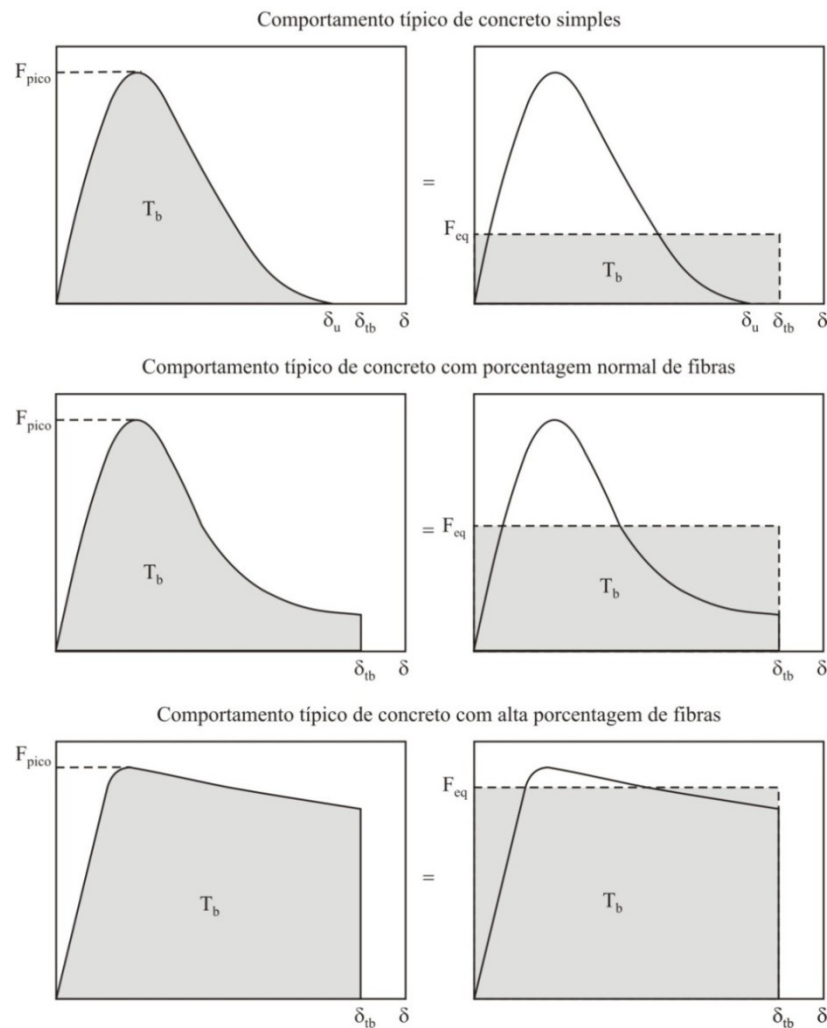 Comportamento típico de concreto simples
F_pico
T_b
δ_u δ_tb δ
=
F_eq
T_b
δ_u δ_tb δ
Comportamento típico de concreto com porcentagem normal de fibras
F_pico
T_b
δ_tb δ
=
F_eq
T_b
δ_tb δ
Comportamento típico de concreto com alta porcentagem de fibras
F_pico
T_b
δ_tb δ
=
F_eq
T_b
δ_tb δ